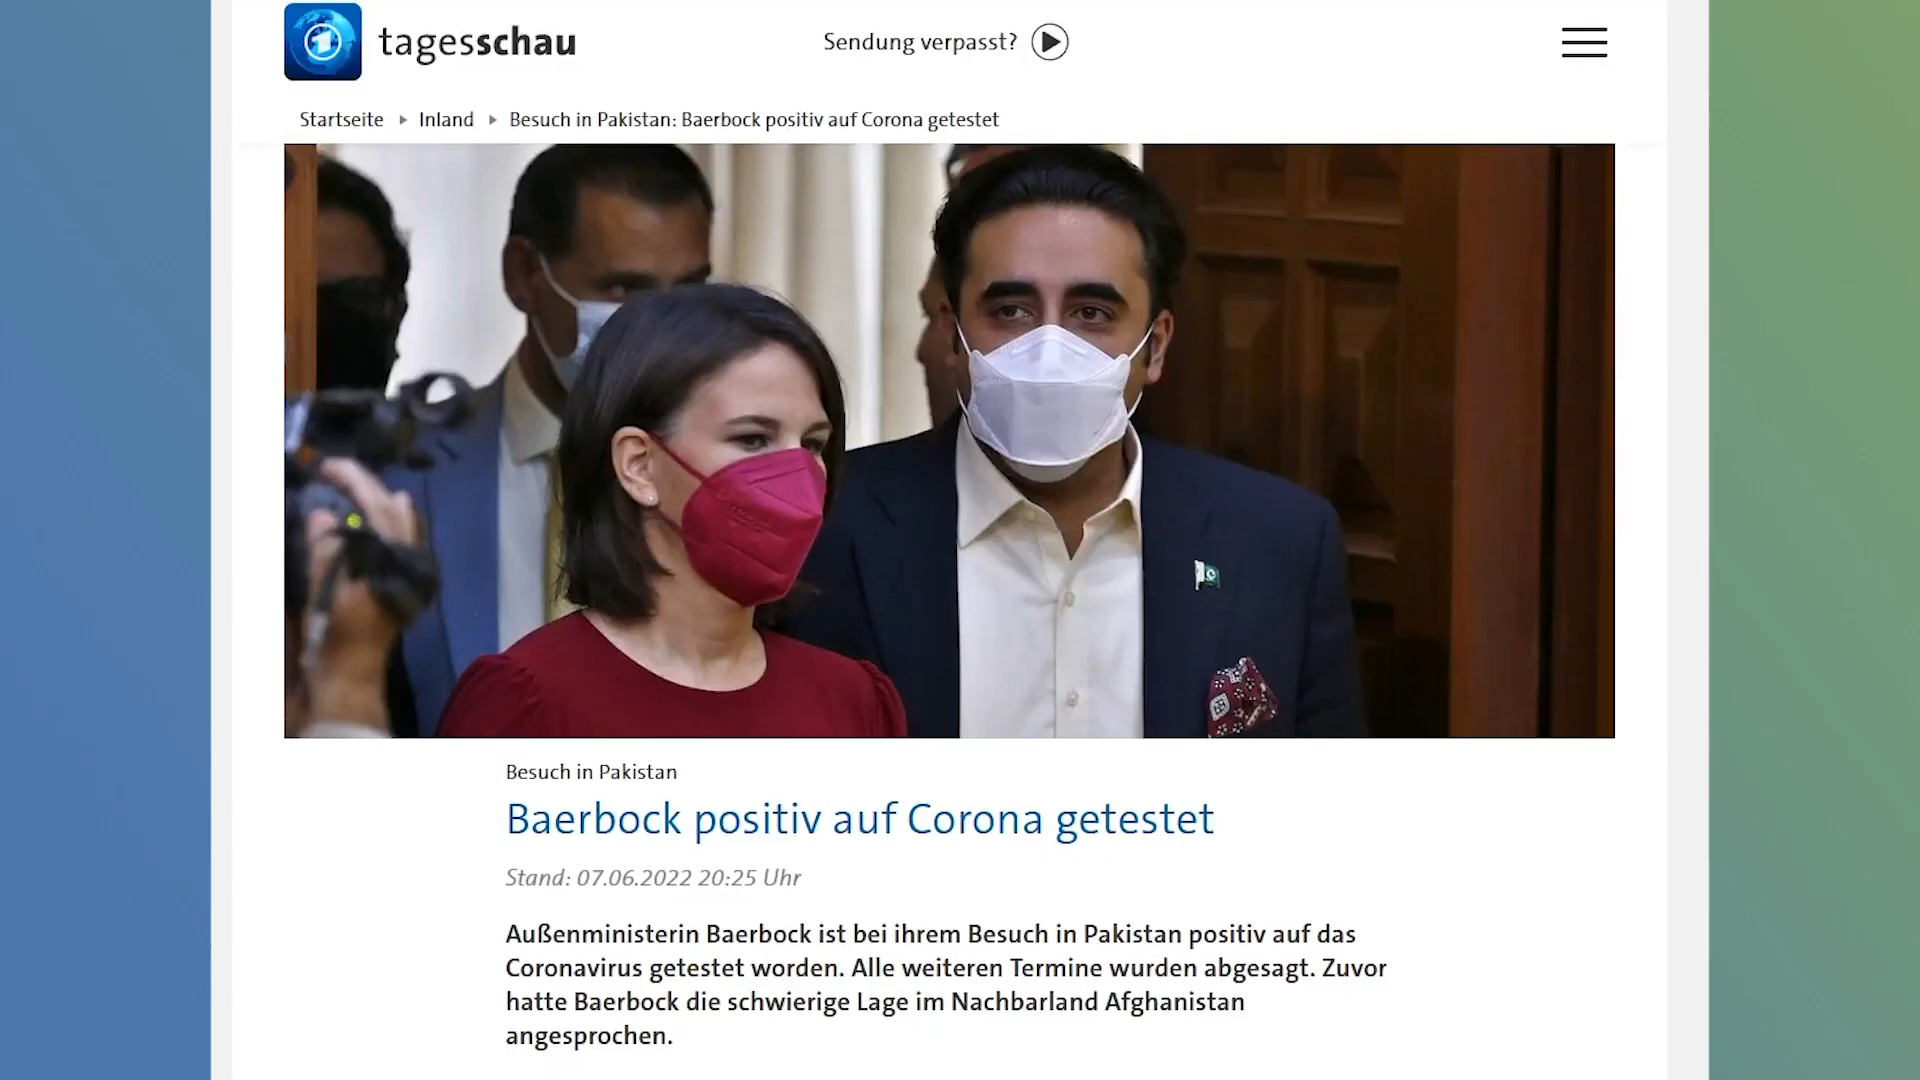 tagesschau
Sendung verpasst?
Startseite Inland Besuch in Pakistan: Baerbock positiv auf Corona getestet
Besuch in Pakistan
Baerbock positiv auf Corona getestet
Stand: 07.06.2022 20:25 Uhr
Außenministerin Baerbock ist bei ihrem Besuch in Pakistan positiv auf das
Coronavirus getestet worden. Alle weiteren Termine wurden abgesagt. Zuvor
hatte Baerbock die schwierige Lage im Nachbarland Afghanistan
angesprochen.